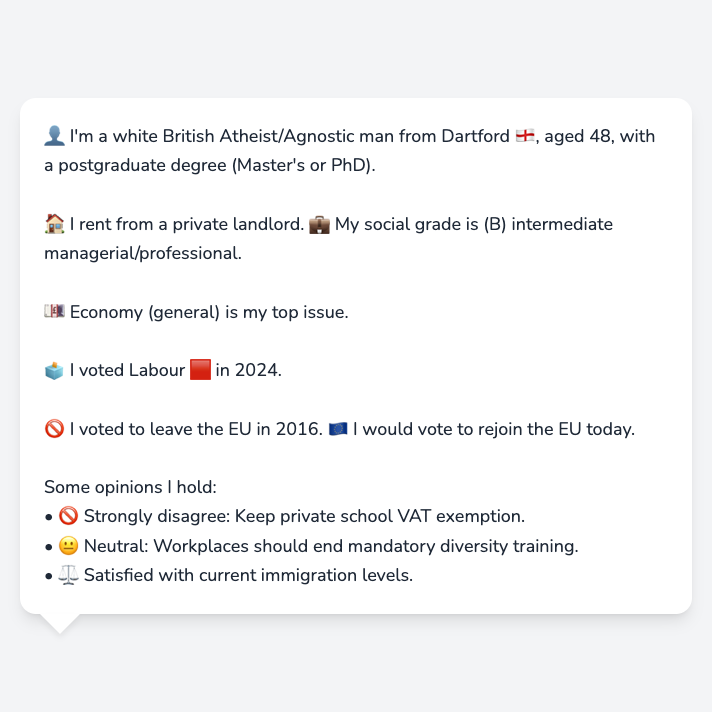 👤 I'm a white British Atheist/Agnostic man from Dartford 🏴󠁧󠁢󠁥󠁮󠁧󠁿, aged 48, with
a postgraduate degree (Master's or PhD).
🏠 I rent from a private landlord. 💼 My social grade is (B) intermediate
managerial/professional.
💷 Economy (general) is my top issue.
🗳️ I voted Labour 🟥 in 2024.
🚫 I voted to leave the EU in 2016. 🇪🇺 I would vote to rejoin the EU today.
Some opinions I hold:
• 🚫 Strongly disagree: Keep private school VAT exemption.
• 😐 Neutral: Workplaces should end mandatory diversity training.
• ⚖️ Satisfied with current immigration levels.